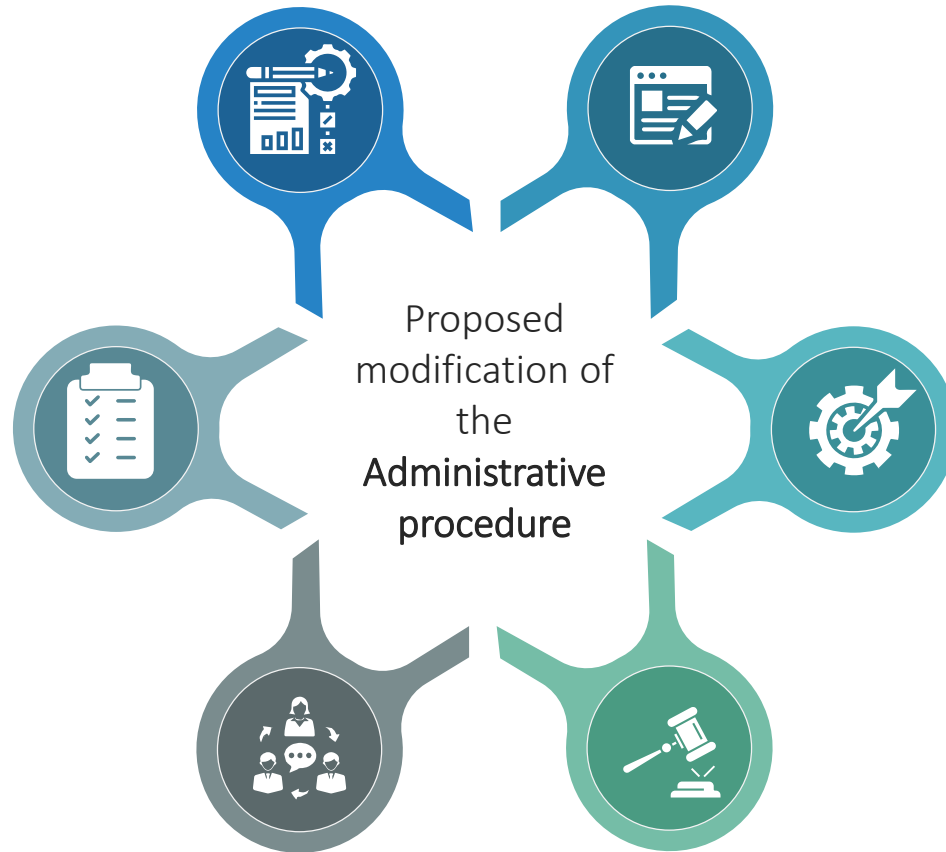 Proposed
modification of
the
Administrative
procedure